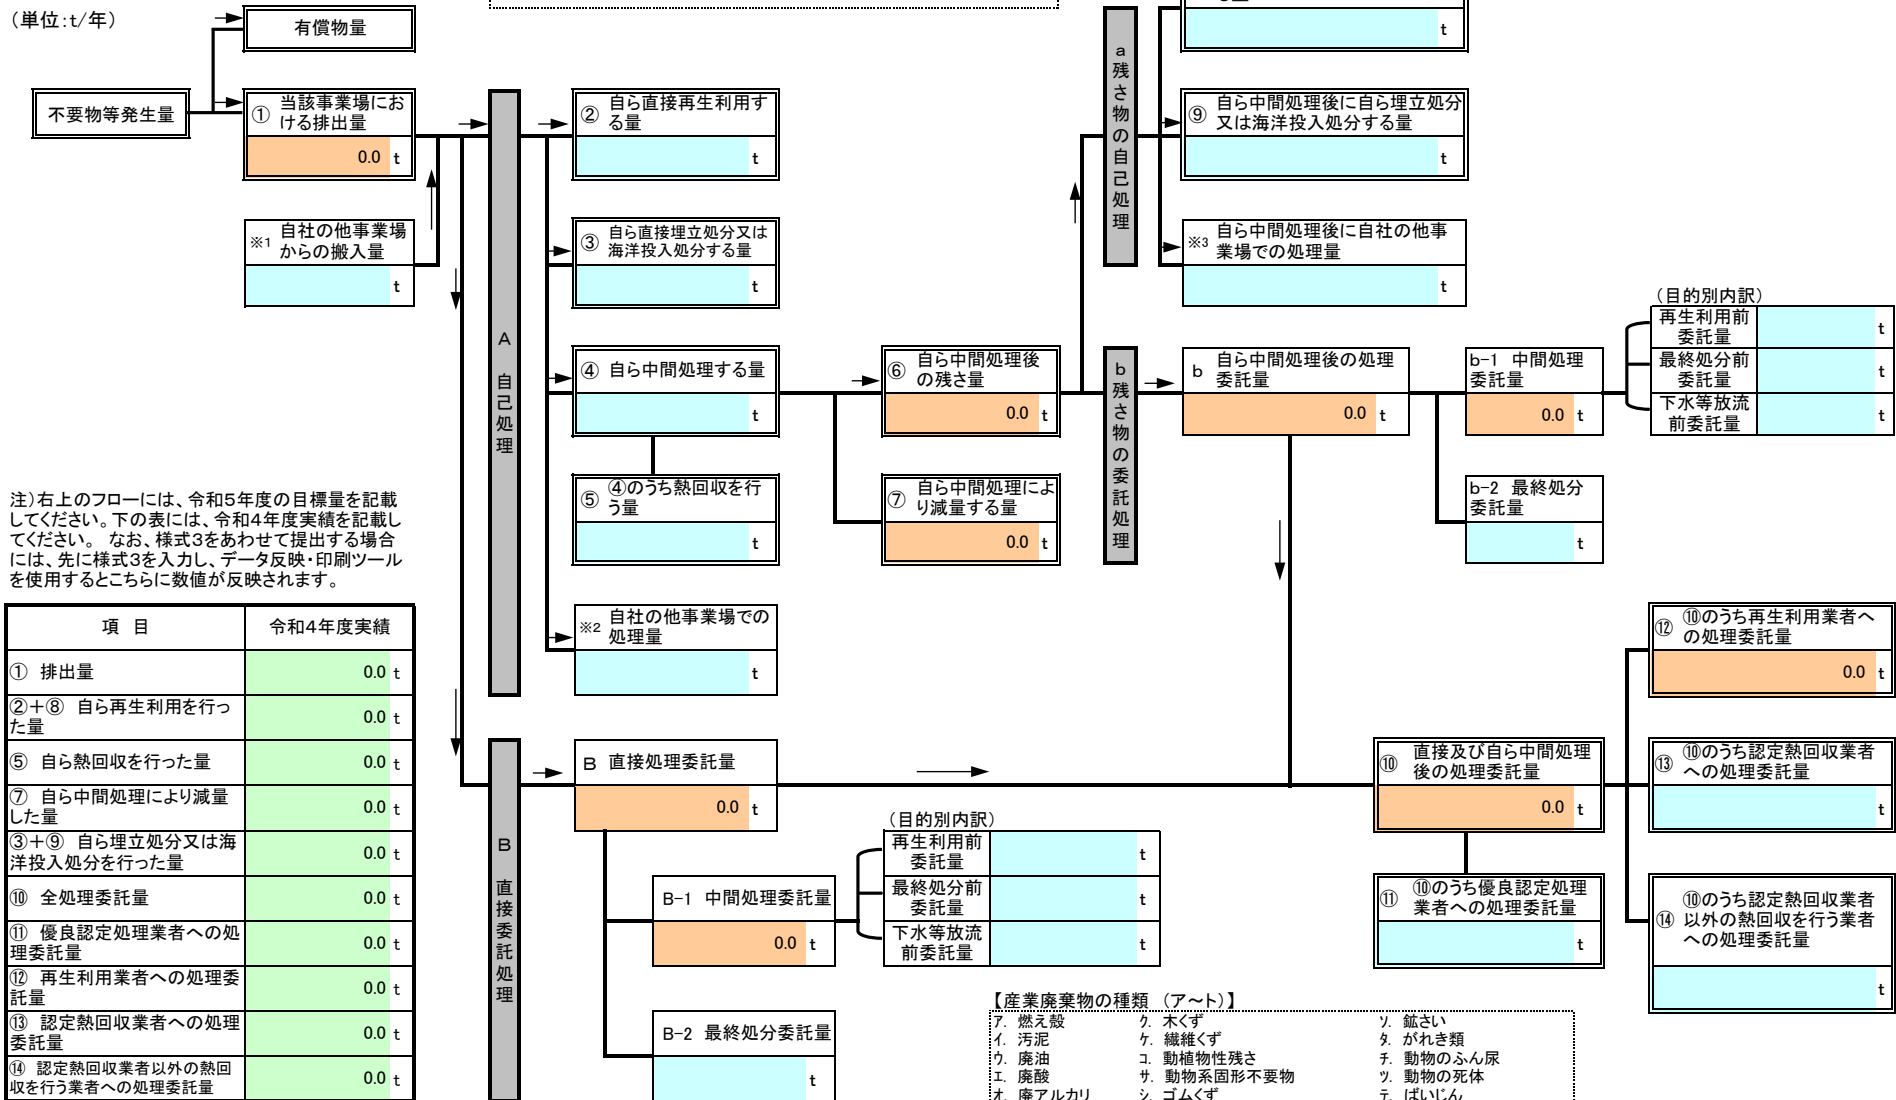 （単位:t/年）
有償物量
不要物等発生量
① 当該事業場にお
ける排出量
0.0 t
※1 自社の他事業場
からの搬入量
t
A 自己処理
② 自ら直接再生利用す
る量
t
③ 自ら直接埋立処分又は
海洋投入処分する量
t
④ 自ら中間処理する量
t
⑤ ④のうち熱回収を行
う量
t
※2 自社の他事業場での
処理量
t
⑥ 自ら中間処理後
の残さ量
0.0 t
⑦ 自ら中間処理によ
り減量する量
0.0 t
a 残さ物の自己処理
t
⑨ 自ら中間処理後に自ら埋立処分
又は海洋投入処分する量
t
※3 自ら中間処理後に自社の他事
業場での処理量
t
b 残さ物の委託処理
b 自ら中間処理後の処理
委託量
0.0 t
b-1 中間処理
委託量
0.0 t
（目的別内訳）
再生利用前
委託量
t
最終処分前
委託量
t
下水等放流
前委託量
t
b-2 最終処分
委託量
t
注）右上のフローには、令和５年度の目標量を記載
してください。下の表には、令和４年度実績を記載し
てください。 なお、様式３をあわせて提出する場合
には、先に様式３を入力し、データ反映・印刷ツール
を使用するとこちらに数値が反映されます。
項 目 令和４年度実績
① 排出量 0.0 t
②＋⑧ 自ら再生利用を行っ
た量 0.0 t
⑤ 自ら熱回収を行った量 0.0 t
⑦ 自ら中間処理により減量
した量 0.0 t
③＋⑨ 自ら埋立処分又は海
洋投入処分を行った量 0.0 t
⑩ 全処理委託量 0.0 t
⑪ 優良認定処理業者への処
理委託量 0.0 t
⑫ 再生利用業者への処理委
託量 0.0 t
⑬ 認定熱回収業者への処理
委託量 0.0 t
⑭ 認定熱回収業者以外の熱回
収を行う業者への処理委託量 0.0 t
B 直接委託処理
B 直接処理委託量
0.0 t
B-1 中間処理委託量
0.0 t
（目的別内訳）
再生利用前
委託量
t
最終処分前
委託量
t
下水等放流
前委託量
t
B-2 最終処分委託量
t
⑩ 直接及び自ら中間処理
後の処理委託量
0.0 t
⑪ ⑩のうち優良認定処理
業者への処理委託量
t
⑫ ⑩のうち再生利用業者へ
の処理委託量
0.0 t
⑬ ⑩のうち認定熱回収業者
への処理委託量
t
⑭ ⑩のうち認定熱回収業者
以外の熱回収を行う業者
への処理委託量
t
【産業廃棄物の種類 （ア～ト）】
ア. 燃え殻 ク. 木くず ソ. 鉱さい
イ. 汚泥 ケ. 繊維くず タ. がれき類
ウ. 廃油 コ. 動植物性残さ チ. 動物のふん尿
エ. 廃酸 サ. 動物系固形不要物 ツ. 動物の死体
オ. 廃アルカリ シ. ゴムくず テ. ばいじん